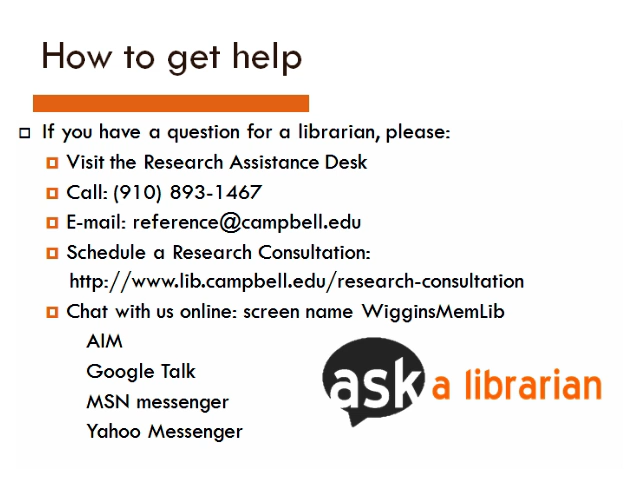 How to get help
If you have a question for a librarian, please:
Visit the Research Assistance Desk
Call: (910) 893-1467
E-mail: reference@campbell.edu
Schedule a Research Consultation:
http://www.lib.campbell.edu/research-consultation
Chat with us online: screen name WigginsMemLib
AIM
Google Talk
MSN messenger
Yahoo Messenger
ask a librarian